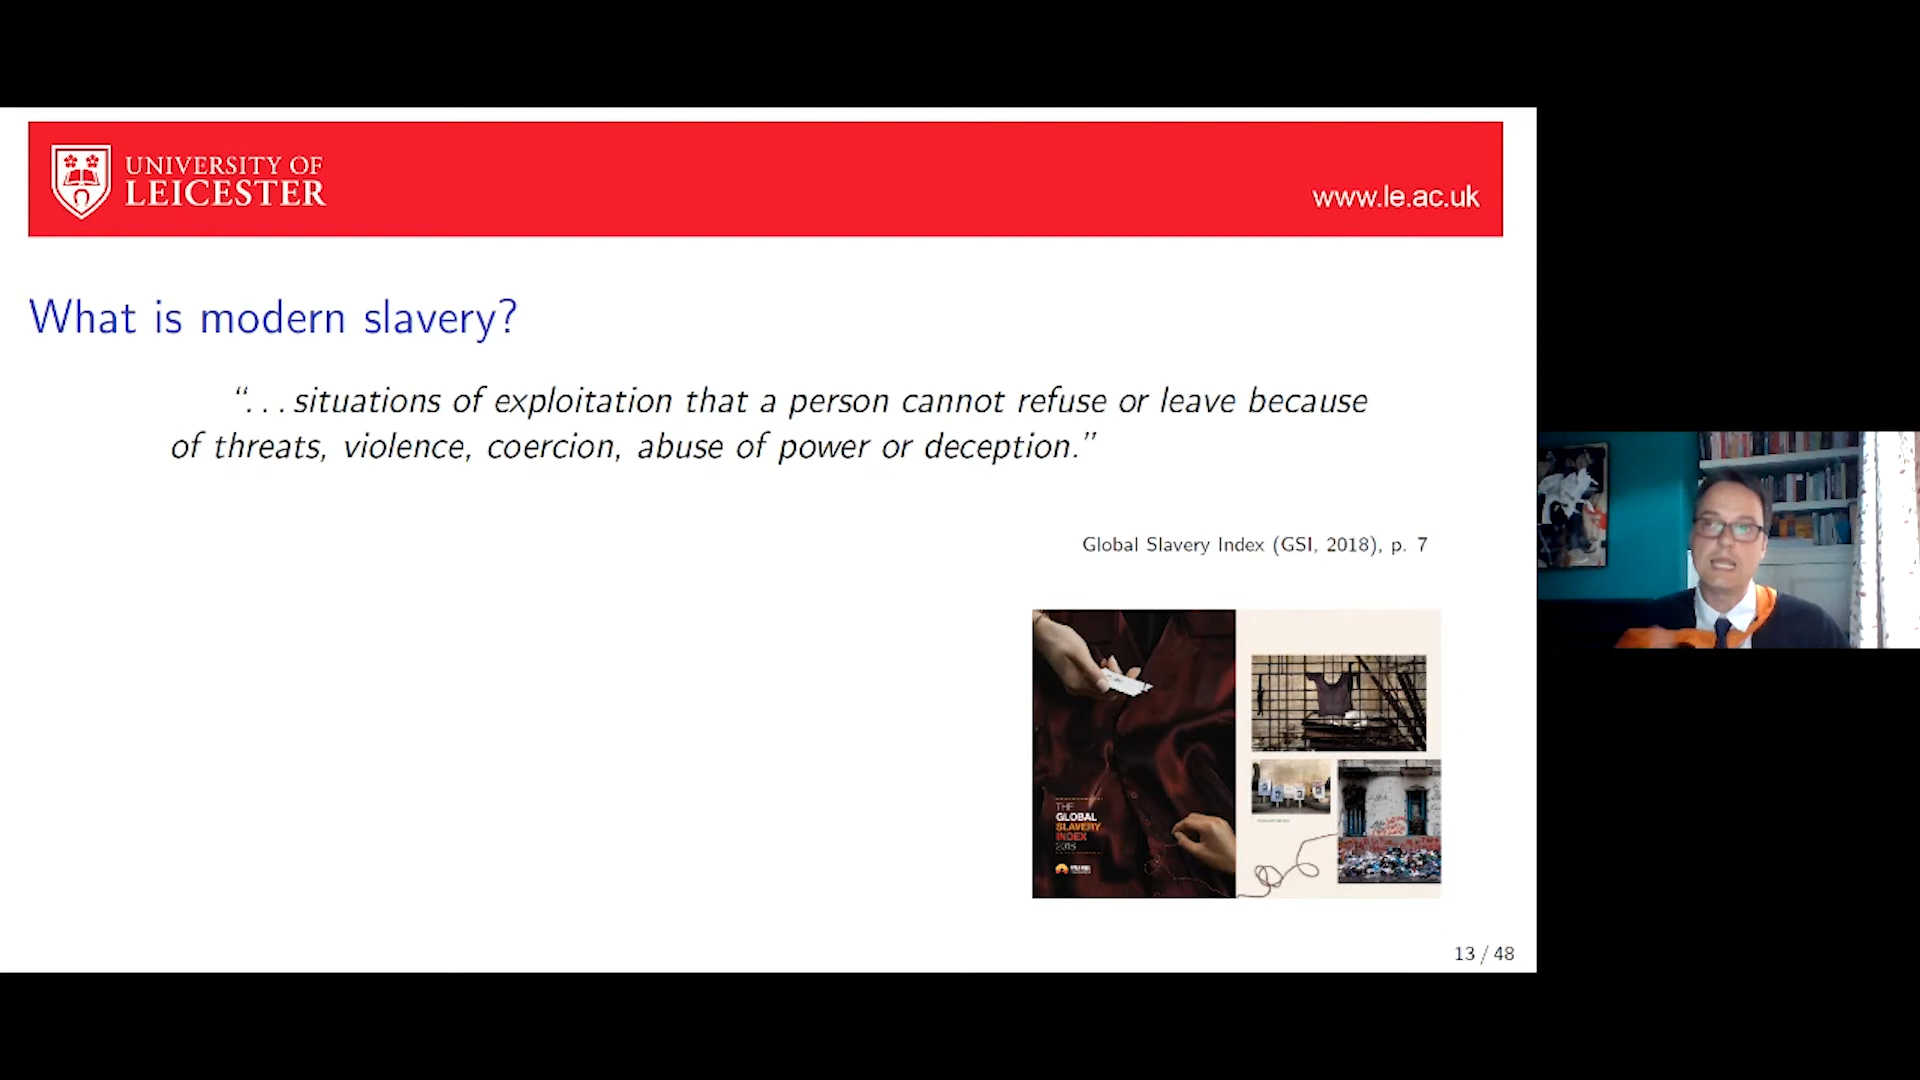 UNIVERSITY OF
LEICESTER
www.le.ac.uk
What is modern slavery?
“. . . situations of exploitation that a person cannot refuse or leave because
of threats, violence, coercion, abuse of power or deception.”
Global Slavery Index (GSI, 2018), p. 7
THE
GLOBAL
SLAVERY
INDEX
2018
13 / 48